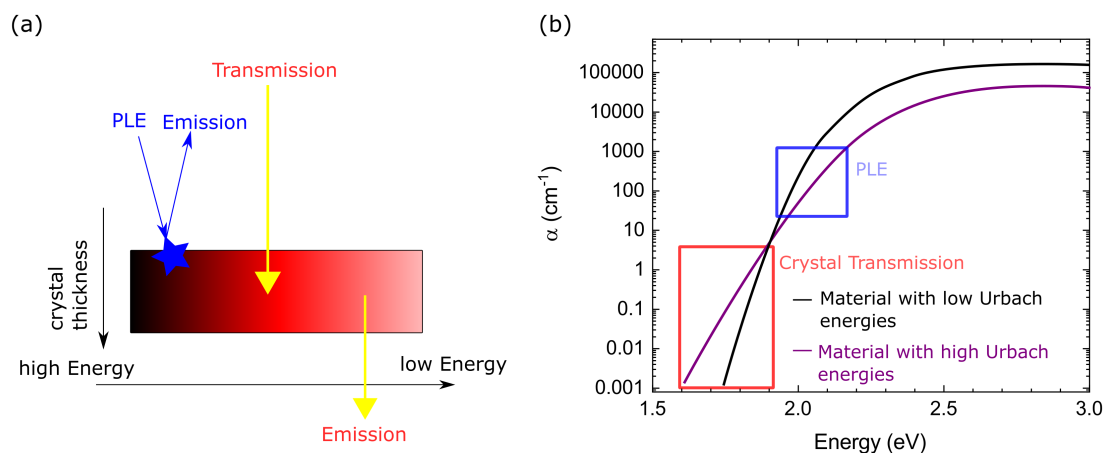 (a)
Transmission
PLE
Emission
crystal
thickness
high Energy
low Energy
Emission
(b)
α (cm⁻¹)
100000
10000
1000
100
10
1
0.1
0.01
0.001
PLE
Crystal Transmission
Material with low Urbach
energies
Material with high Urbach
energies
1.5
2.0
2.5
3.0
Energy (eV)